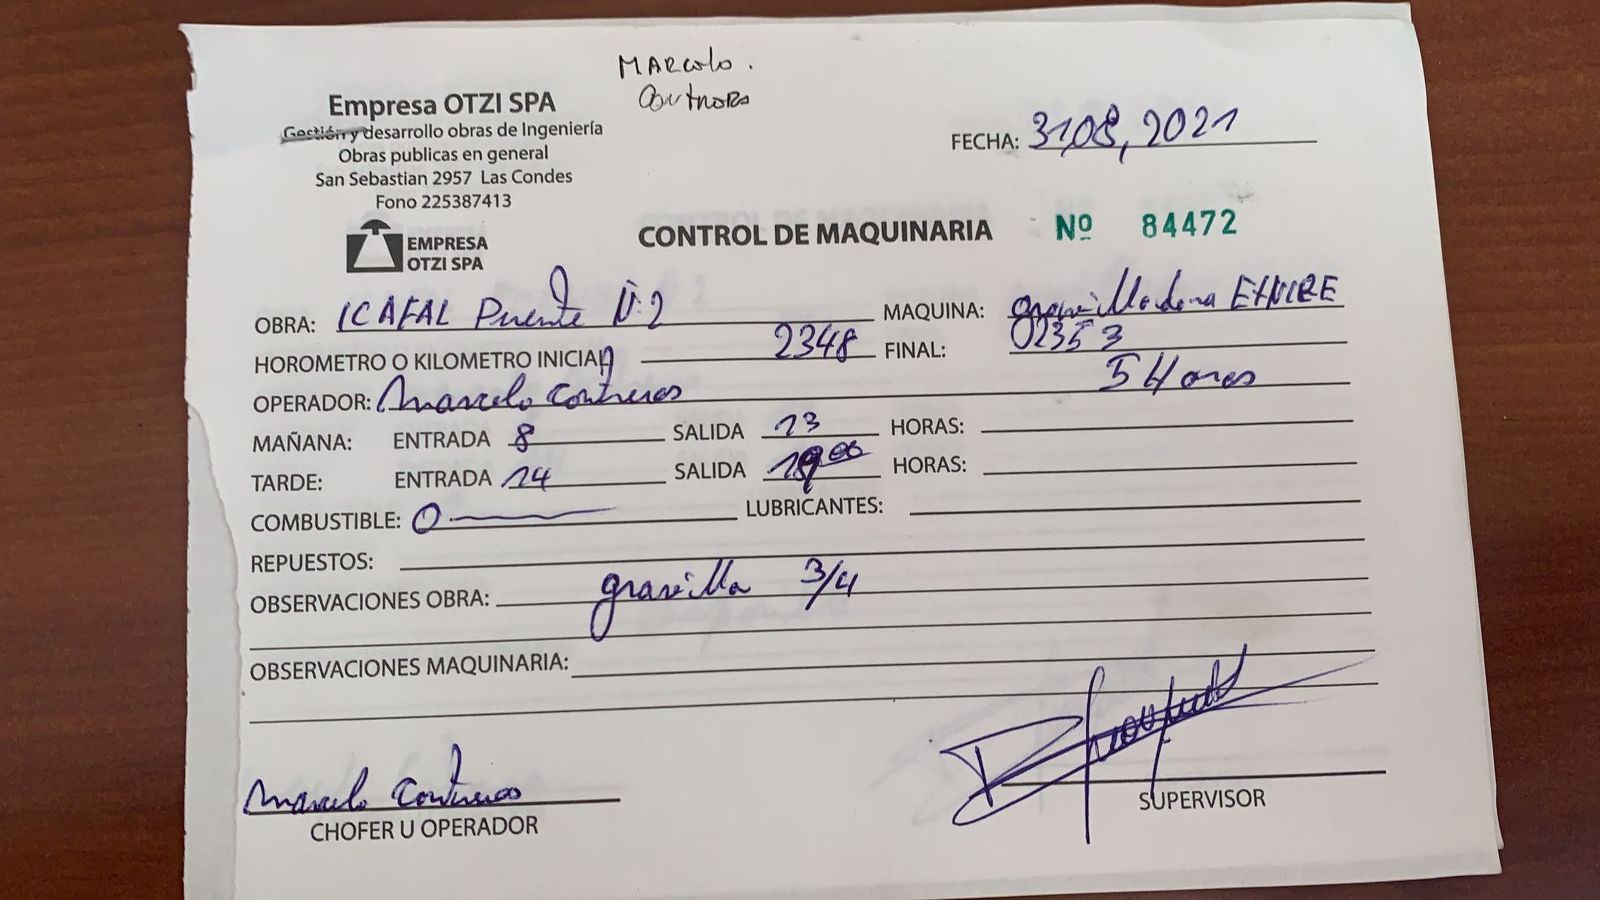 MARcelo.
Contreras
Empresa OTZI SPA
Gestión y desarrollo obras de Ingeniería
Obras publicas en general
San Sebastian 2957 Las Condes
Fono 225387413
FECHA: 31,08, 2021
EMPRESA
OTZI SPA
CONTROL DE MAQUINARIA Nº 84472
OBRA: ICAFAL Puente N.2 MAQUINA: gravilladora ETNIRE
HOROMETRO O KILOMETRO INICIAL 2348 FINAL: 02353
OPERADOR: Marcelo Contreras 5 Horas
MAÑANA: ENTRADA 8 SALIDA 13 HORAS:
TARDE: ENTRADA 14 SALIDA HORAS:
COMBUSTIBLE: 0 LUBRICANTES:
REPUESTOS:
OBSERVACIONES OBRA: gravilla 3/4
OBSERVACIONES MAQUINARIA:
Marcelo Contreras
CHOFER U OPERADOR
SUPERVISOR